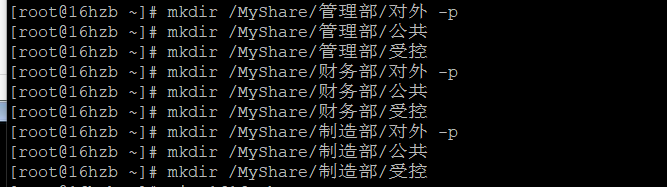 [root@16hzb ~]# mkdir /MyShare/管理部/对外 -p
[root@16hzb ~]# mkdir /MyShare/管理部/公共
[root@16hzb ~]# mkdir /MyShare/管理部/受控
[root@16hzb ~]# mkdir /MyShare/财务部/对外 -p
[root@16hzb ~]# mkdir /MyShare/财务部/公共
[root@16hzb ~]# mkdir /MyShare/财务部/受控
[root@16hzb ~]# mkdir /MyShare/制造部/对外 -p
[root@16hzb ~]# mkdir /MyShare/制造部/公共
[root@16hzb ~]# mkdir /MyShare/制造部/受控